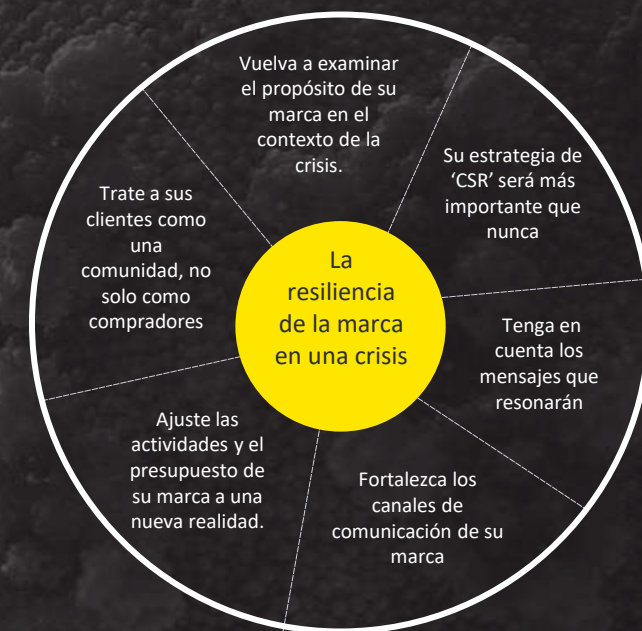 Vuelva a examinar
el propósito de su
marca en el
contexto de la
crisis.
Su estrategia de
‘CSR’ será más
importante que
nunca
Tenga en
cuenta los
mensajes que
resonarán
Fortalezca los
canales de
comunicación de su
marca
Ajuste las
actividades y el
presupuesto de
su marca a una
nueva realidad.
Trate a sus
clientes como
una
comunidad, no
solo como
compradores
La
resiliencia
de la marca
en una crisis